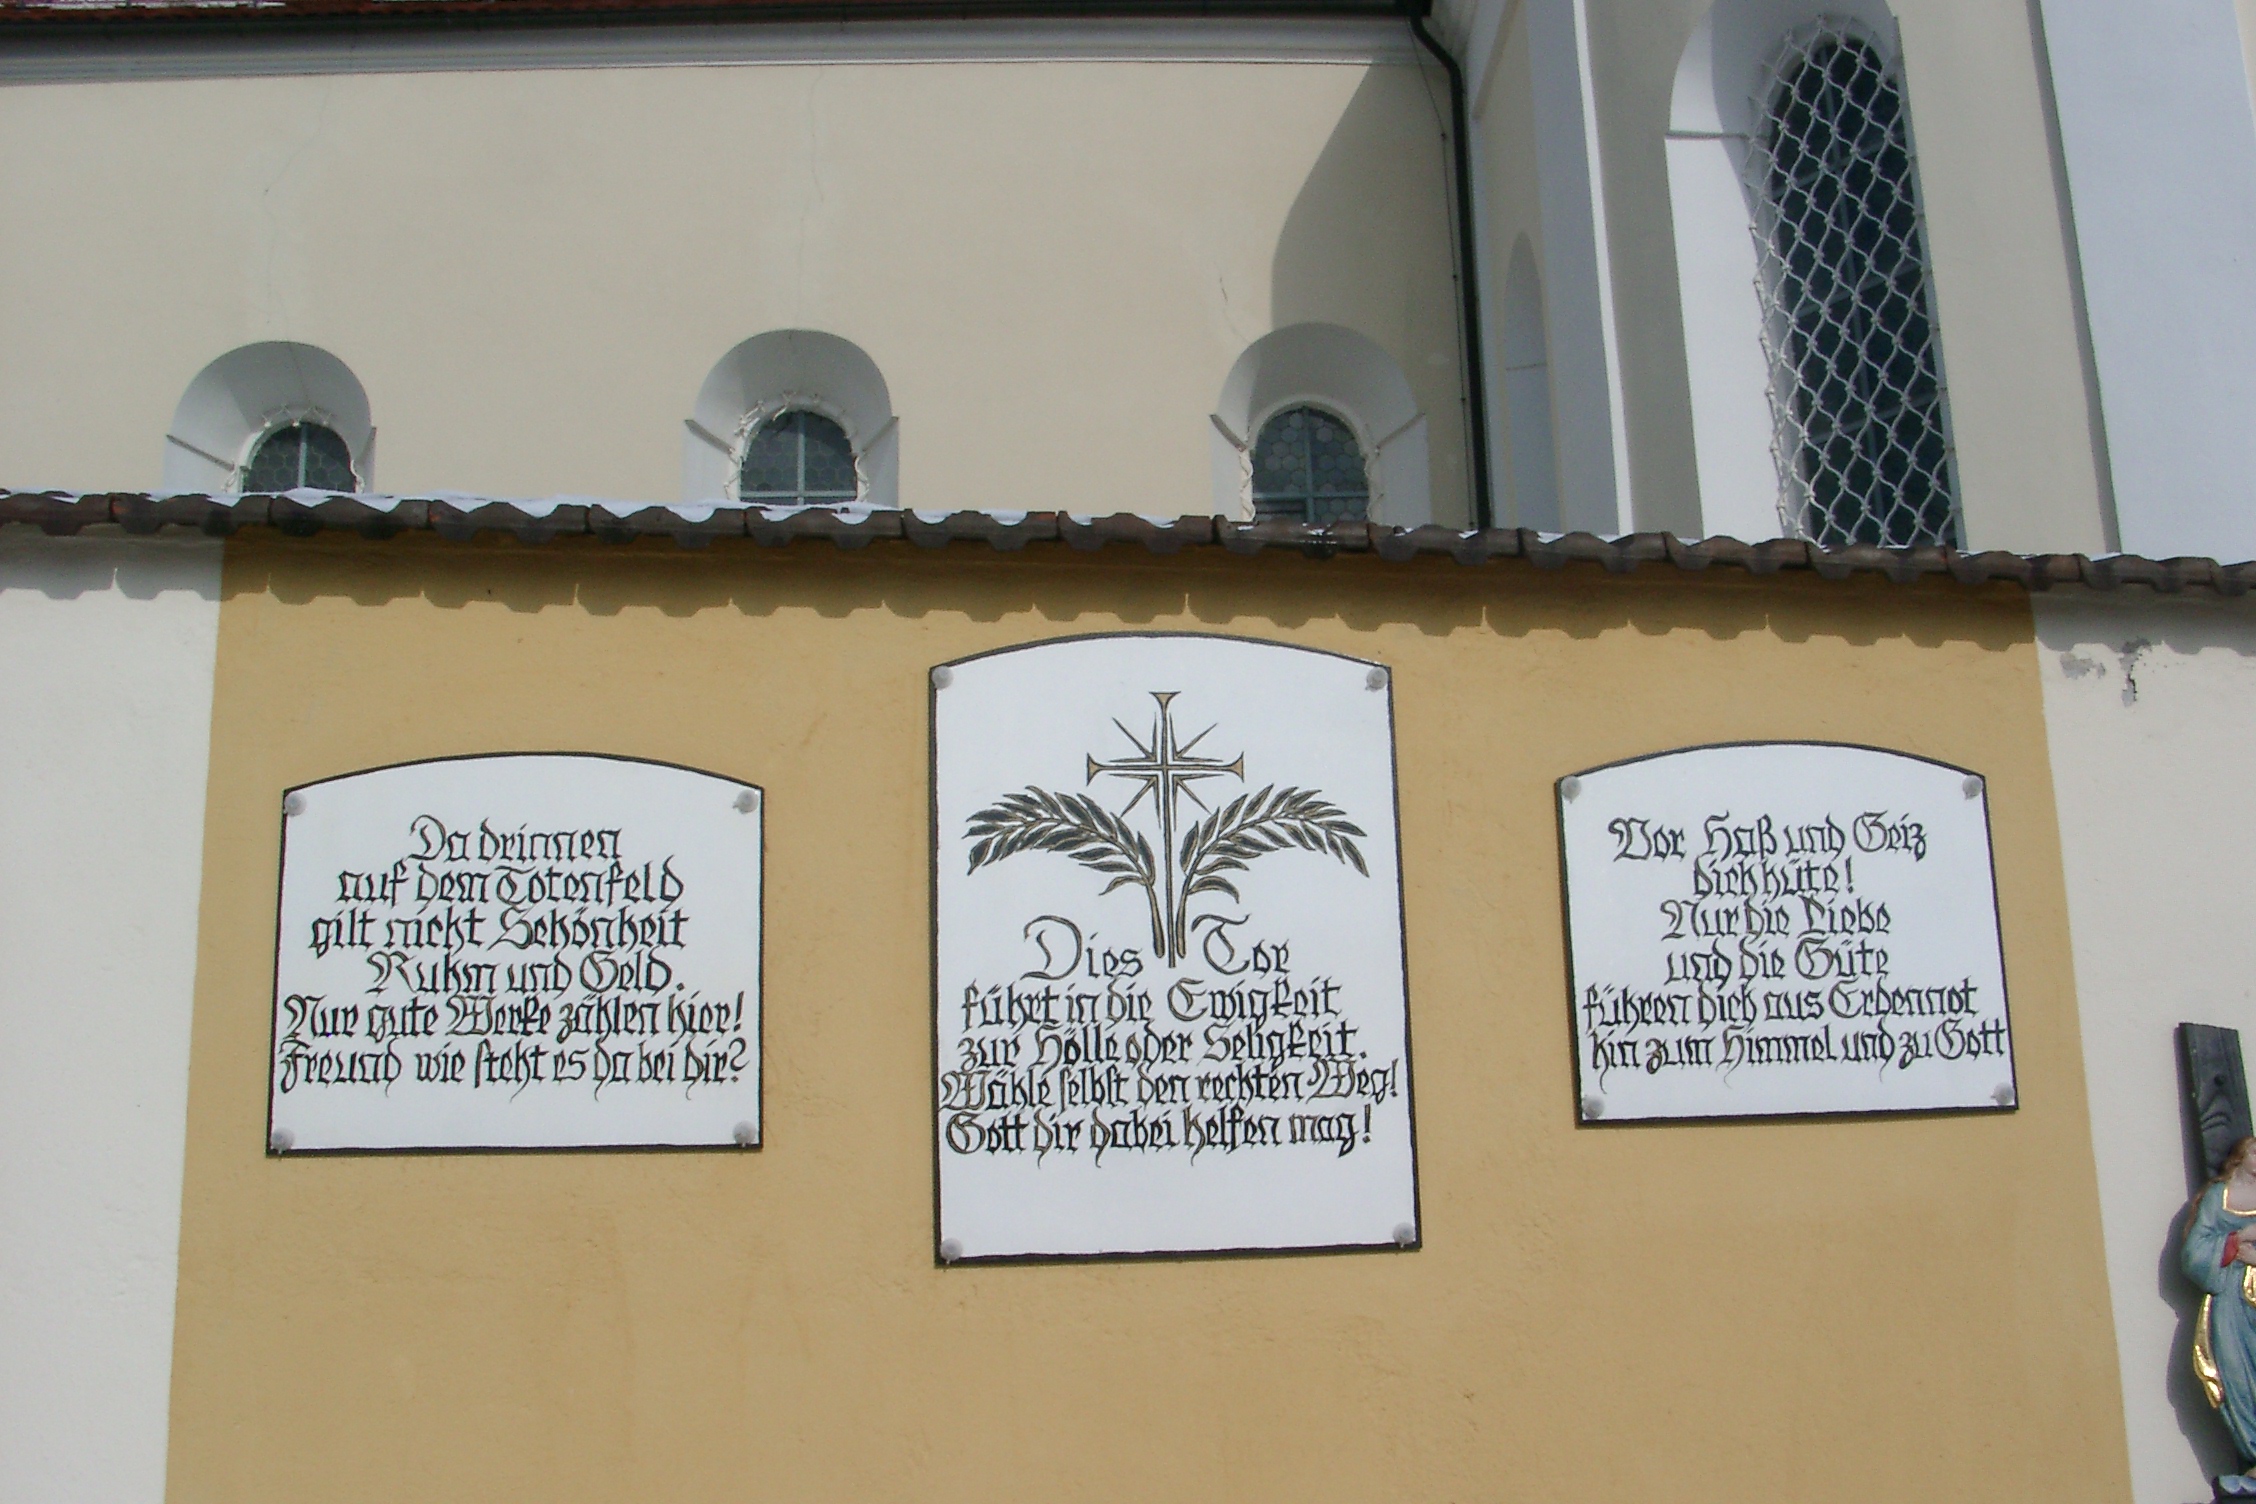 Da drinnen
auf dem Totenfeld
gilt nicht Schönheit
Ruhm und Geld.
Nur gute Werke zählen hier!
Freund wie steht es da bei dir?
Dies Tor
führt in die Ewigkeit
zur Hölle oder Seligkeit.
Wähle selbst den rechten Weg!
Gott dir dabei helfen mag!
Vor Haß und Geiz
dich hüte!
Nur die Liebe
und die Güte
führen dich aus Erdennot
hin zum Himmel und zu Gott